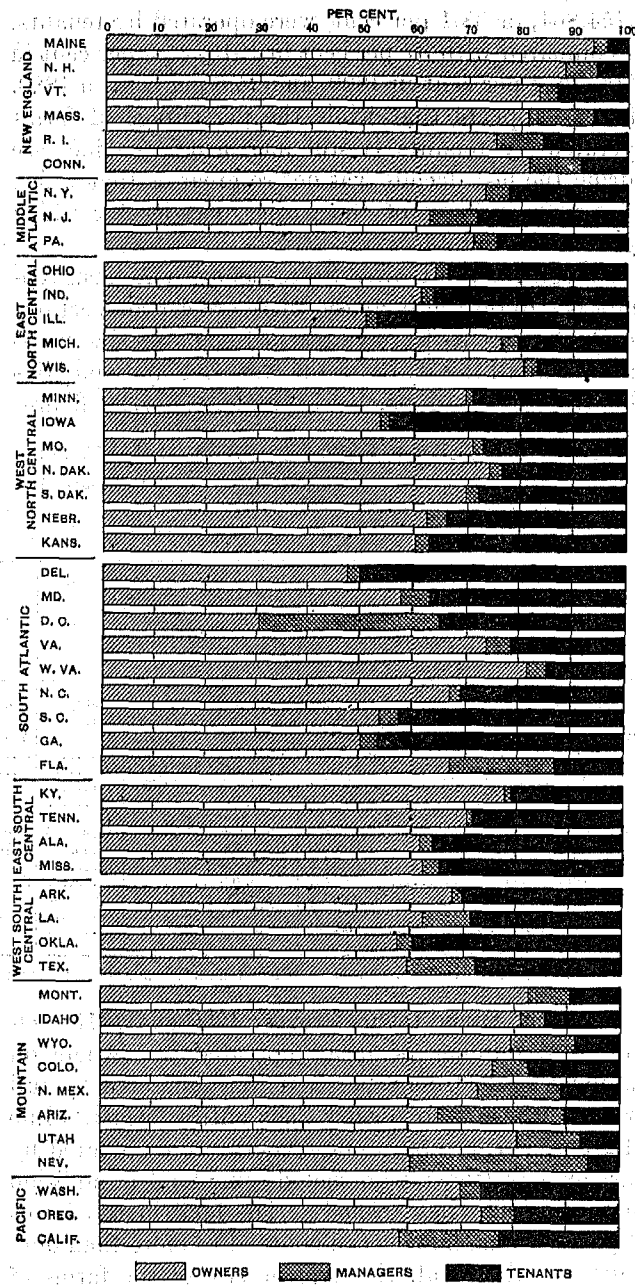 PER CENT.
0 10 20 30 40 50 60 70 80 90 100
NEW ENGLAND
MAINE
N. H.
VT.
MASS.
R. I.
CONN.
MIDDLE ATLANTIC
N. Y.
N. J.
PA.
EAST NORTH CENTRAL
OHIO
IND.
ILL.
MICH.
WIS.
WEST NORTH CENTRAL
MINN.
IOWA
MO.
N. DAK.
S. DAK.
NEBR.
KANS.
SOUTH ATLANTIC
DEL.
MD.
D. C.
VA.
W. VA.
N. C.
S. C.
GA.
FLA.
EAST SOUTH CENTRAL
KY.
TENN.
ALA.
MISS.
WEST SOUTH CENTRAL
ARK.
LA.
OKLA.
TEX.
MOUNTAIN
MONT.
IDAHO
WYO.
COLO.
N. MEX.
ARIZ.
UTAH
NEV.
PACIFIC
WASH.
OREG.
CALIF.
OWNERS MANAGERS TENANTS